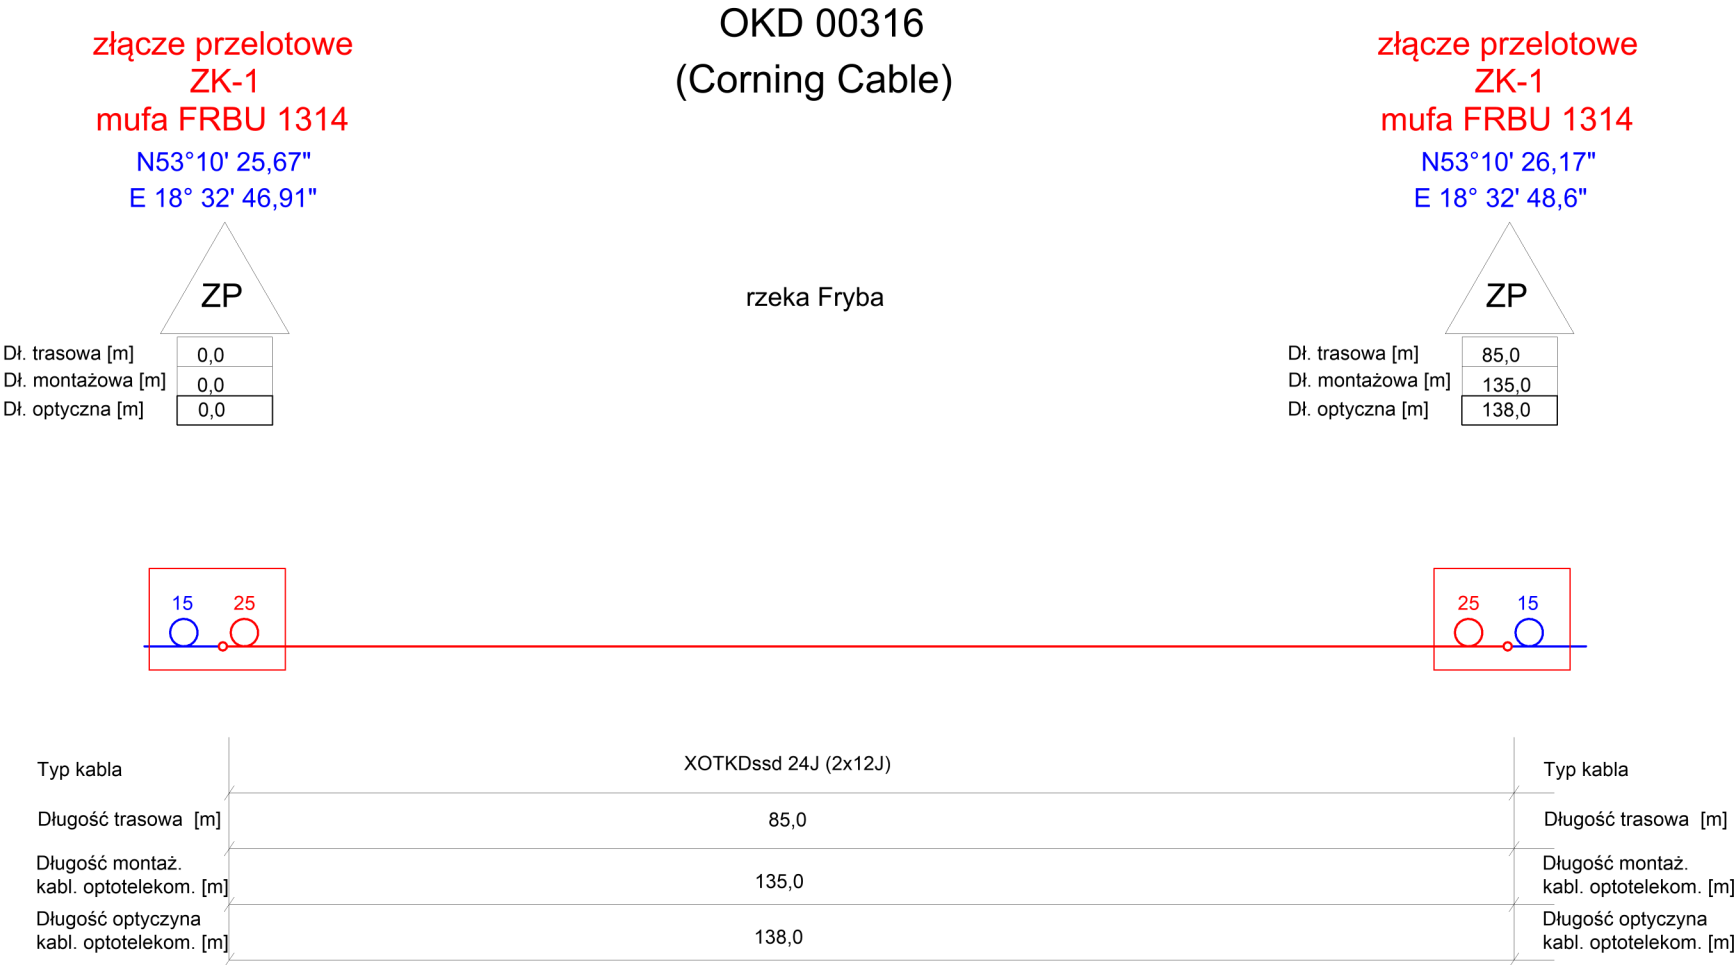 OKD 00316
(Corning Cable)
złącze przelotowe
ZK-1
mufa FRBU 1314
N53°10' 25,67"
E 18° 32' 46,91"
ZP
Dł. trasowa [m] 0,0
Dł. montażowa [m] 0,0
Dł. optyczna [m] 0,0
rzeka Fryba
złącze przelotowe
ZK-1
mufa FRBU 1314
N53°10' 26,17"
E 18° 32' 48,6"
ZP
Dł. trasowa [m] 85,0
Dł. montażowa [m] 135,0
Dł. optyczna [m] 138,0
15 25
25 15
Typ kabla XOTKDssd 24J (2x12J) Typ kabla
Długość trasowa [m] 85,0 Długość trasowa [m]
Długość montaż.
kabl. optotelekom. [m]
135,0
Długość montaż.
kabl. optotelekom. [m]
Długość optyczyna
kabl. optotelekom. [m]
138,0
Długość optyczyna
kabl. optotelekom. [m]